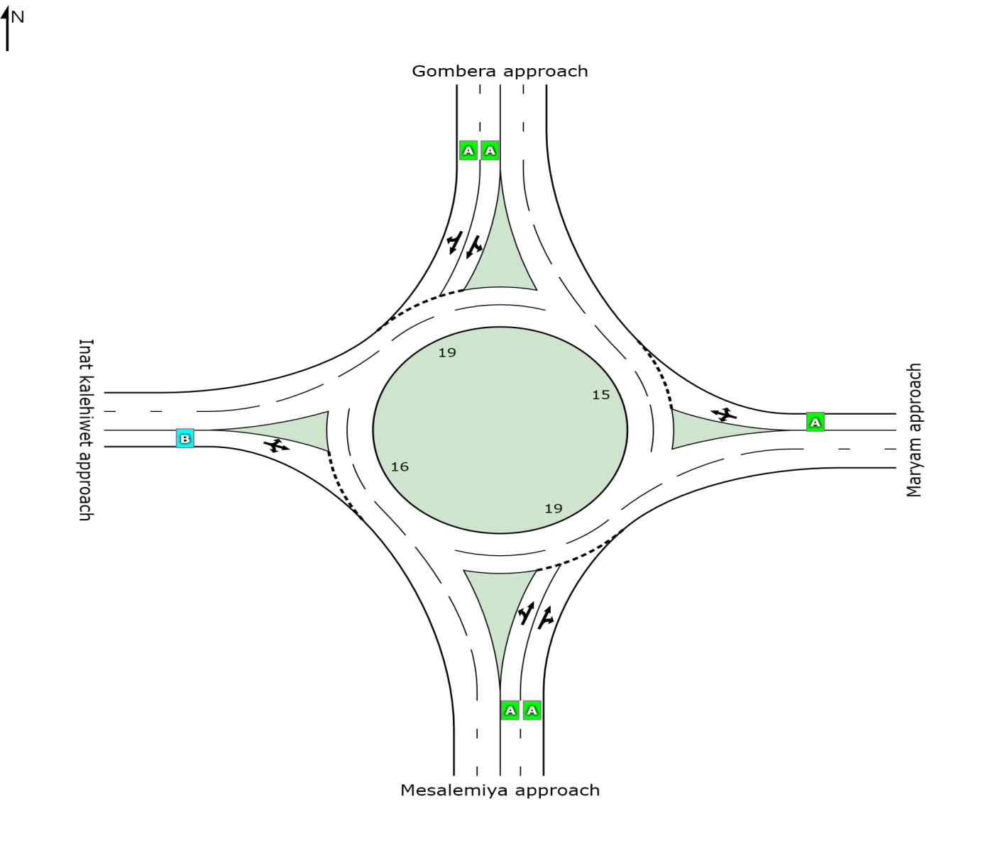 N
Gombera approach
A A
19
15
Inat kalehiwet approach
Maryam approach
A
B
16
19
A A
Mesalemiya approach